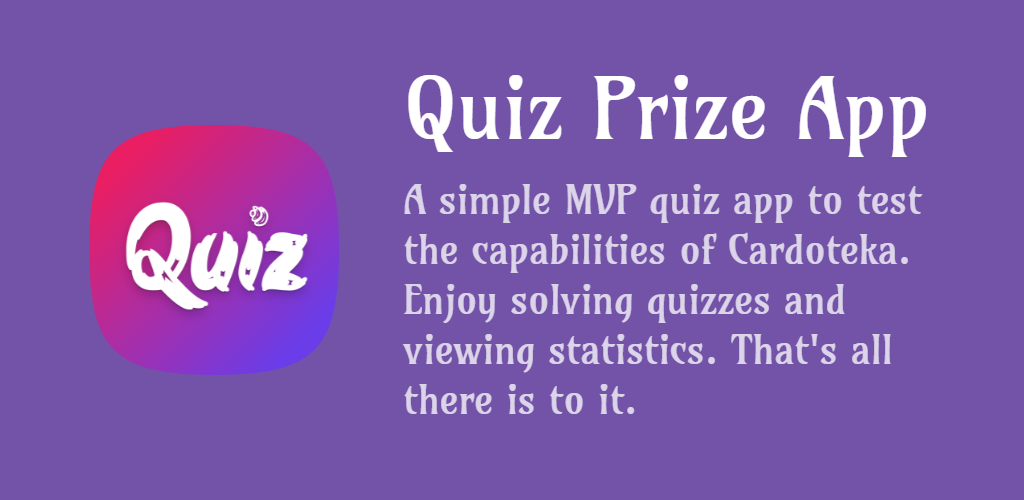 Quiz
Quiz Prize App
A simple MVP quiz app to test
the capabilities of Cardoteka.
Enjoy solving quizzes and
viewing statistics. That's all
there is to it.